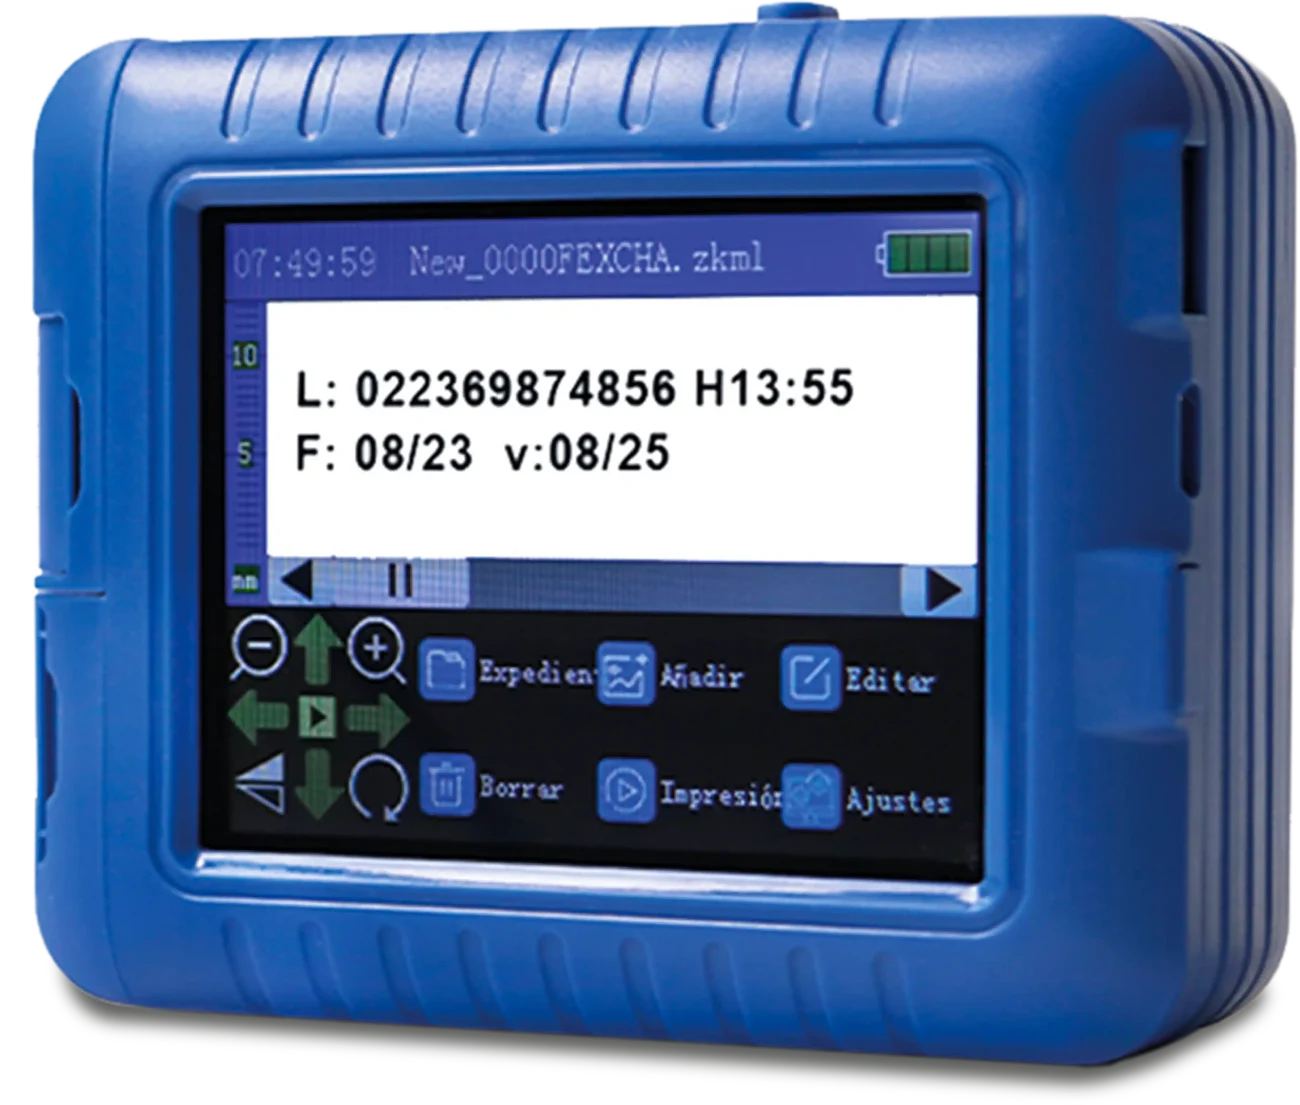 07:49:59 New_0000FEXCHA.zkml
10
L: 022369874856 H13:55
5
F: 08/23 v:08/25
mm
Expedien Añadir Editar
Borrar Impresión Ajustes